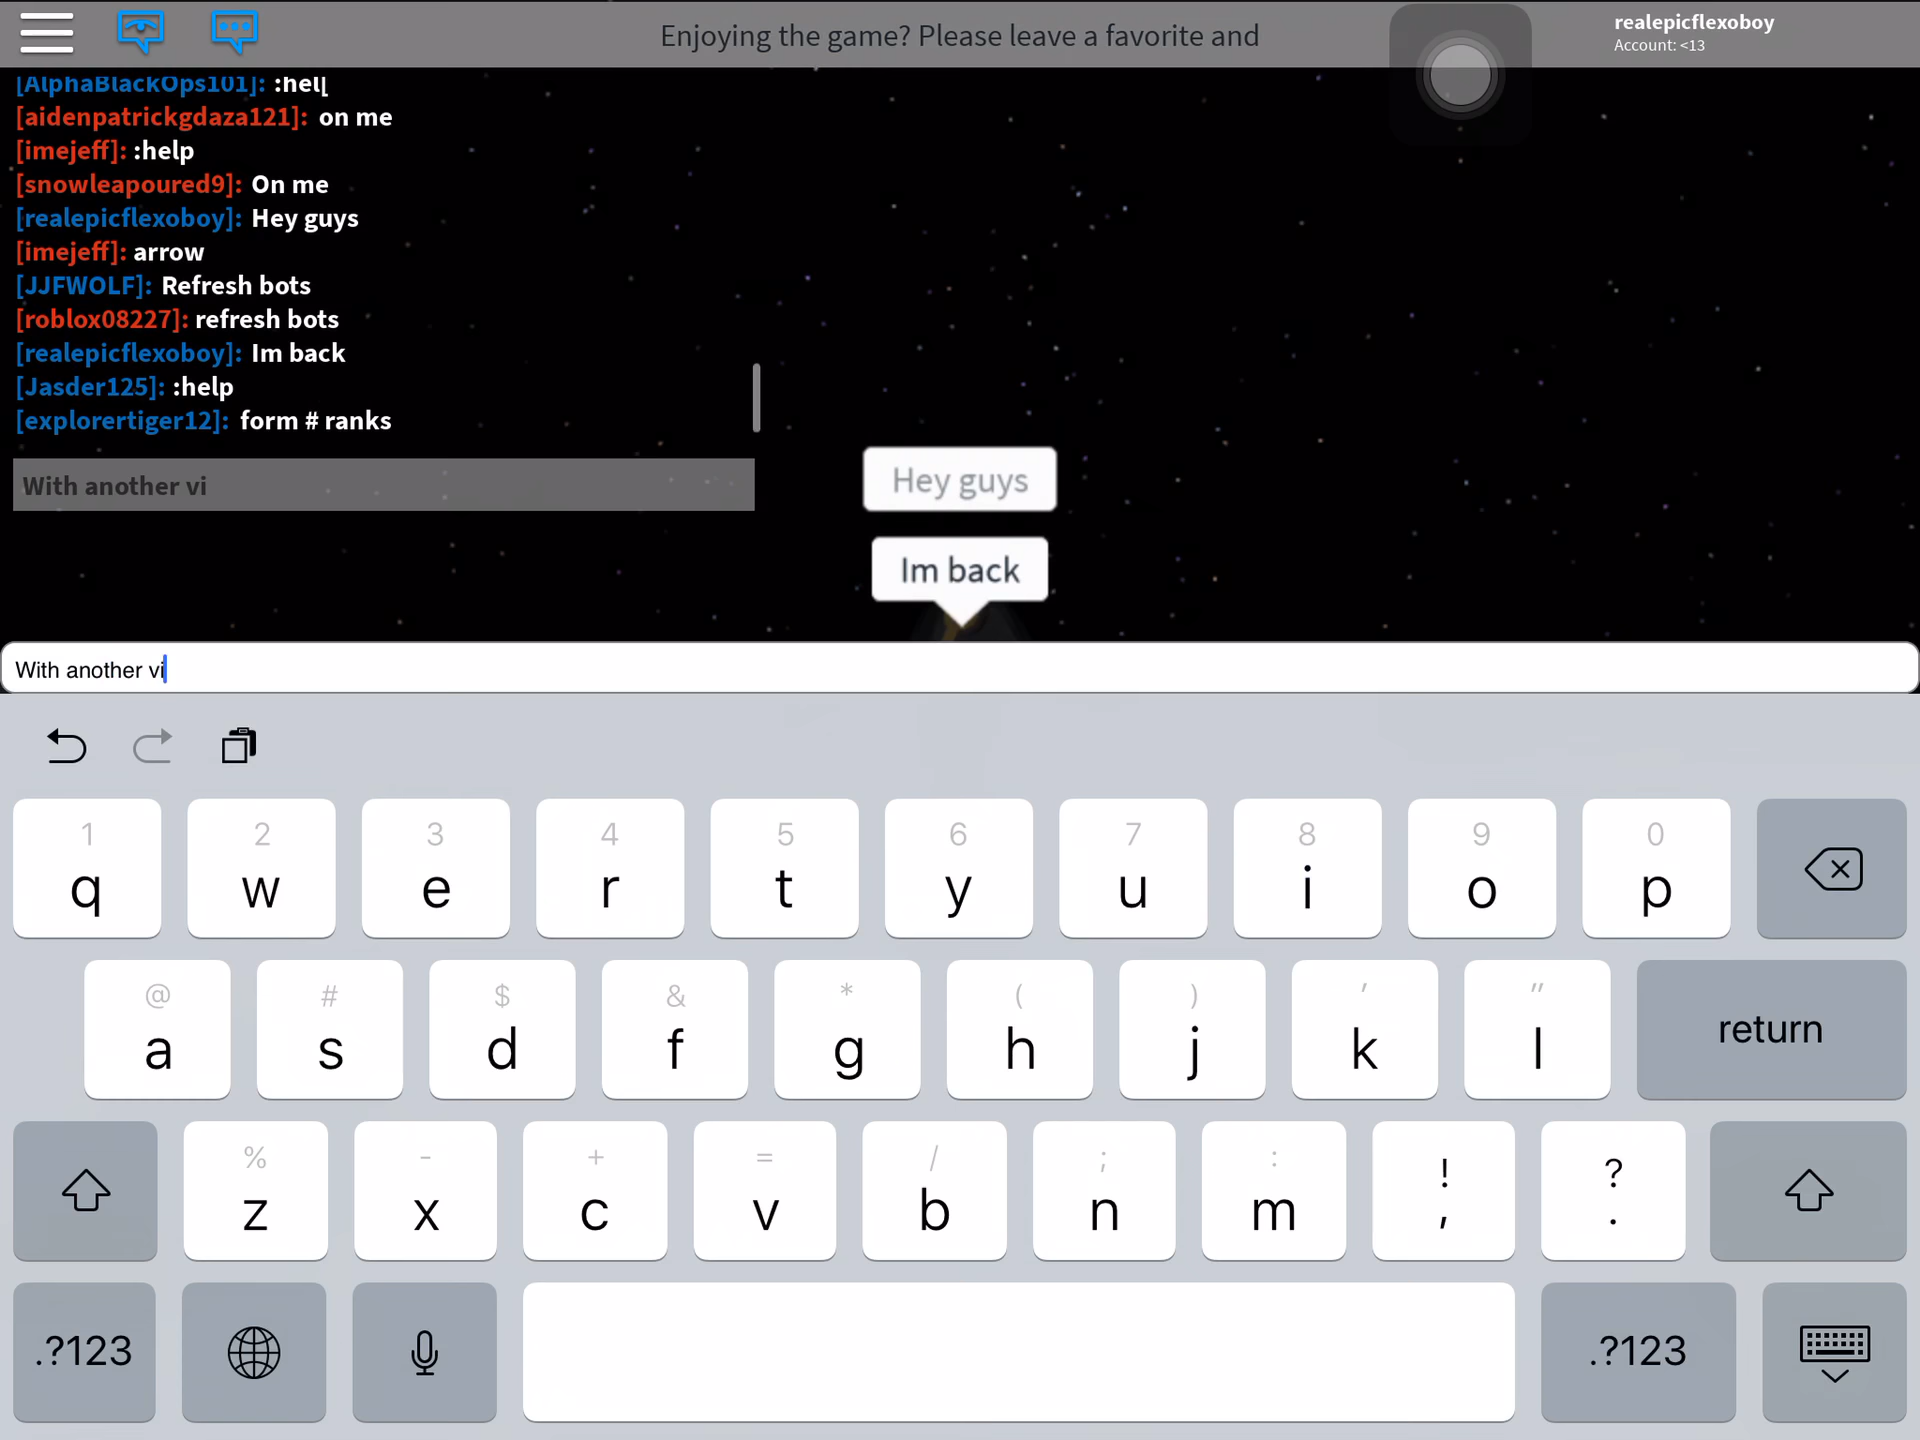 Enjoying the game? Please leave a favorite and
realepicflexoboy
Account: <13
[AlphaBlackOps101]: :hel[
[aidenpatrickgdaza121]: on me
[imejeff]: :help
[snowleapoured9]: On me
[realepicflexoboy]: Hey guys
[imejeff]: arrow
[JJFWOLF]: Refresh bots
[roblox08227]: refresh bots
[realepicflexoboy]: Im back
[Jasder125]: :help
[explorertiger12]: form # ranks
With another vi
Hey guys
Im back
With another vi
1 2 3 4 5 6 7 8 9 0
q w e r t y u i o p
@ # $ & * ( ) ' "
a s d f g h j k l return
% - + = / ; : ! ?
z x c v b n m , .
.?123 .?123